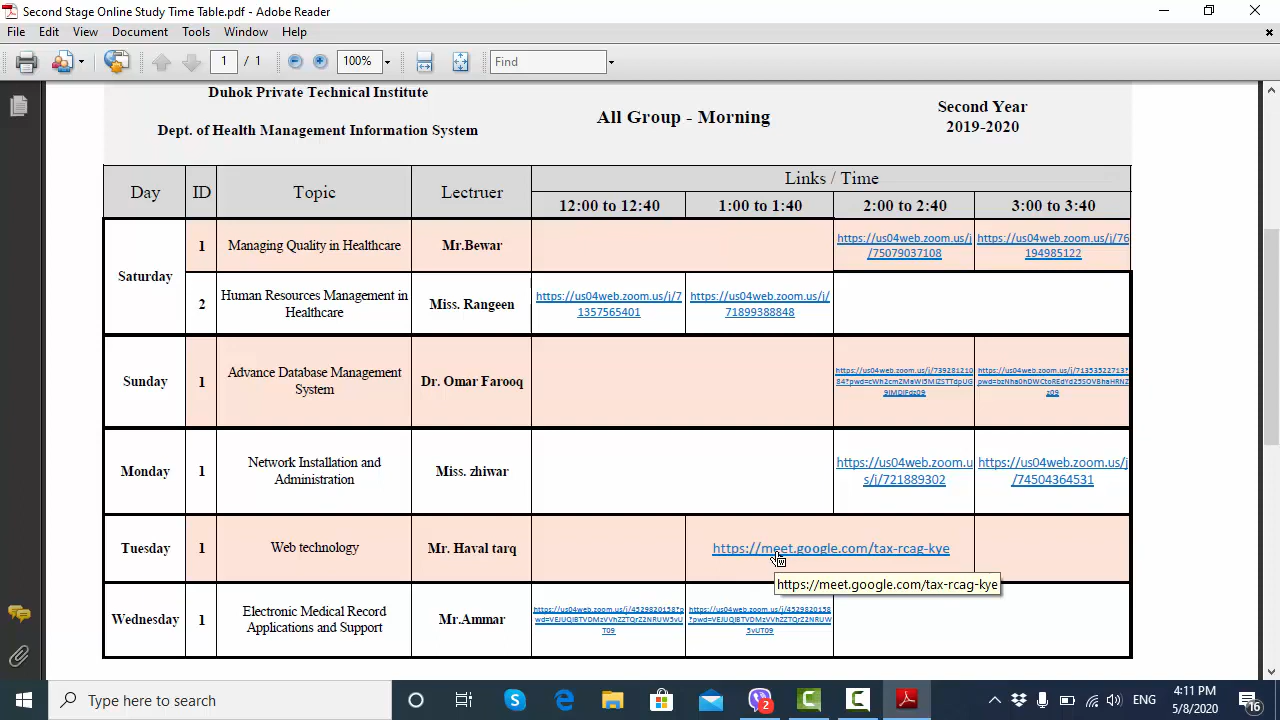 Second Stage Online Study Time Table.pdf - Adobe Reader
File Edit View Document Tools Window Help
1 / 1 100% Find
Duhok Private Technical Institute
Dept. of Health Management Information System
All Group - Morning
Second Year
2019-2020
Day ID Topic Lectruer Links / Time
12:00 to 12:40 1:00 to 1:40 2:00 to 2:40 3:00 to 3:40
Saturday
1 Managing Quality in Healthcare Mr.Bewar
https://us04web.zoom.us/j
/75079037108
https://us04web.zoom.us/j/76
194985122
2
Human Resources Management in
Healthcare
Miss. Rangeen
https://us04web.zoom.us/j/7
1357565401
https://us04web.zoom.us/j/
71899388848
Sunday 1
Advance Database Management
System
Dr. Omar Farooq
Monday 1
Network Installation and
Administration
Miss. zhiwar
https://us04web.zoom.u
s/j/721889302
https://us04web.zoom.us/j
/74504364531
Tuesday 1 Web technology Mr. Haval tarq https://meet.google.com/tax-rcag-kye
https://meet.google.com/tax-rcag-kye
Wednesday 1
Electronic Medical Record
Applications and Support
Mr.Ammar
Type here to search
2
ENG
4:11 PM
5/8/2020
16